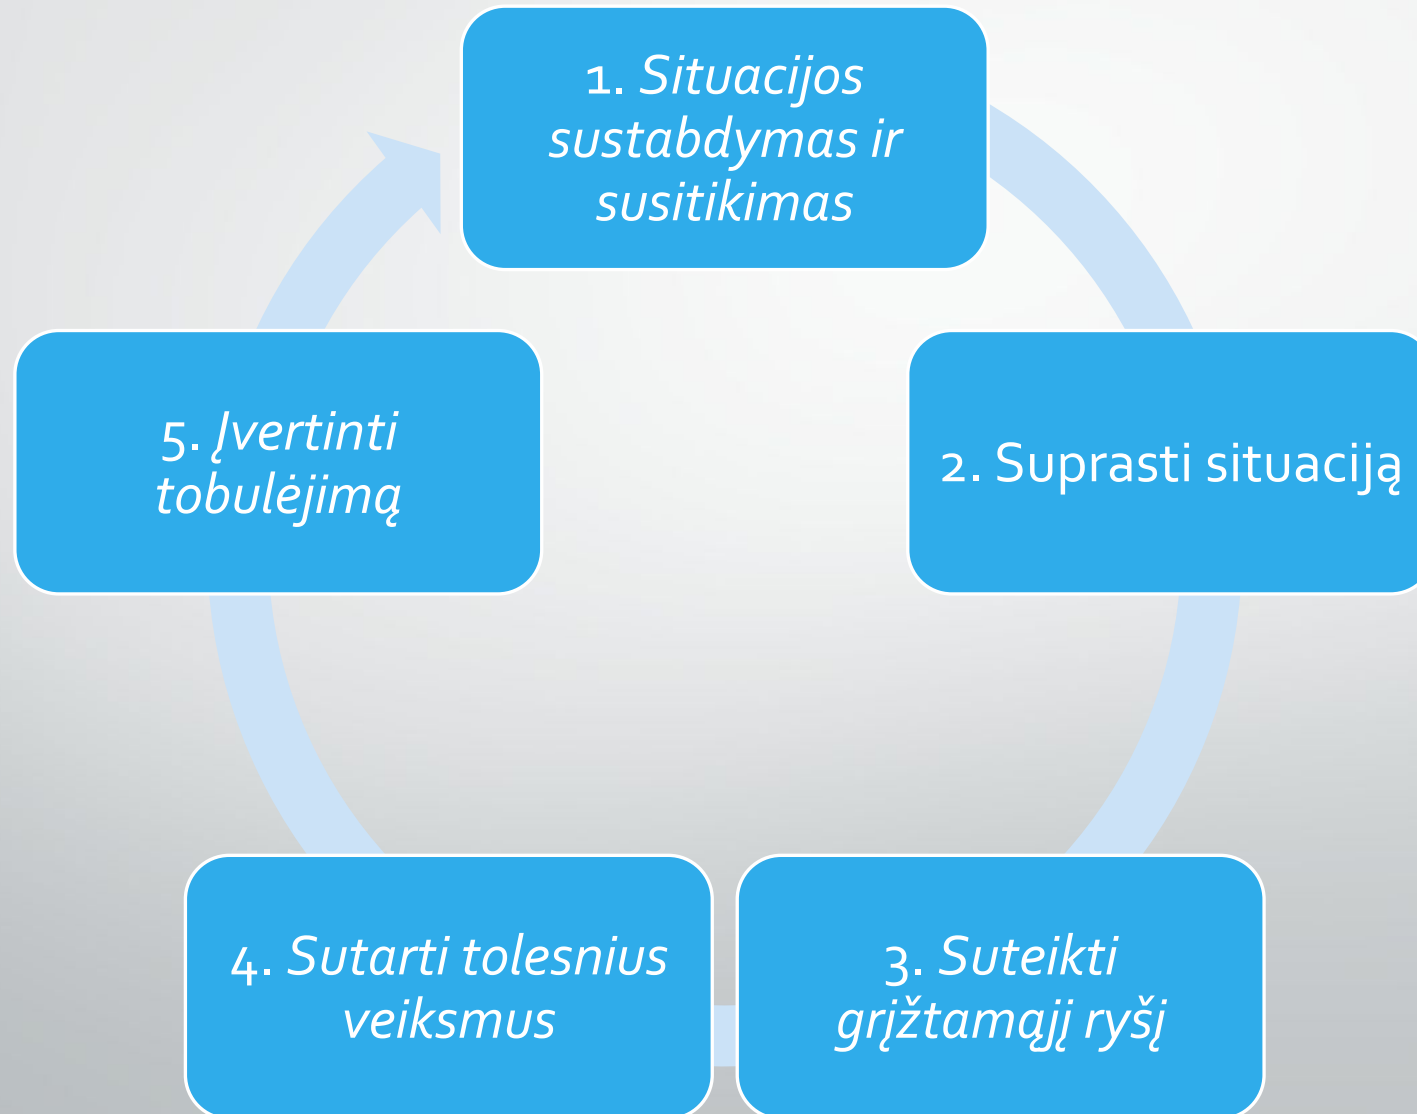 1. Situacijos
sustabdymas ir
susitikimas
2. Suprasti situaciją
3. Suteikti
grįžtamąjį ryšį
4. Sutarti tolesnius
veiksmus
5. Įvertinti
tobulėjimą